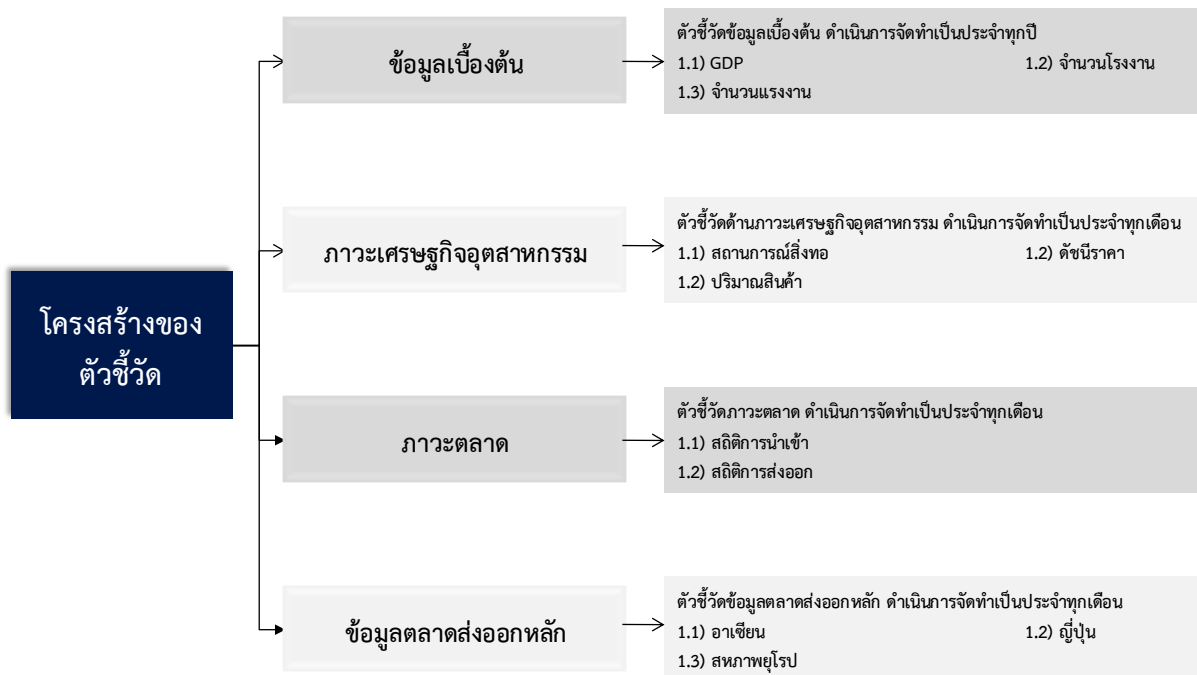 โครงสร้างของ
ตัวชี้วัด
ข้อมูลเบื้องต้น
ตัวชี้วัดข้อมูลเบื้องต้น ดำเนินการจัดทำเป็นประจำทุกปี
1.1) GDP 1.2) จำนวนโรงงาน
1.3) จำนวนแรงงาน
ภาวะเศรษฐกิจอุตสาหกรรม
ตัวชี้วัดด้านภาวะเศรษฐกิจอุตสาหกรรม ดำเนินการจัดทำเป็นประจำทุกเดือน
1.1) สถานการณ์สิ่งทอ 1.2) ดัชนีราคา
1.2) ปริมาณสินค้า
ภาวะตลาด
ตัวชี้วัดภาวะตลาด ดำเนินการจัดทำเป็นประจำทุกเดือน
1.1) สถิติการนำเข้า
1.2) สถิติการส่งออก
ข้อมูลตลาดส่งออกหลัก
ตัวชี้วัดข้อมูลตลาดส่งออกหลัก ดำเนินการจัดทำเป็นประจำทุกเดือน
1.1) อาเซียน 1.2) ญี่ปุ่น
1.3) สหภาพยุโรป